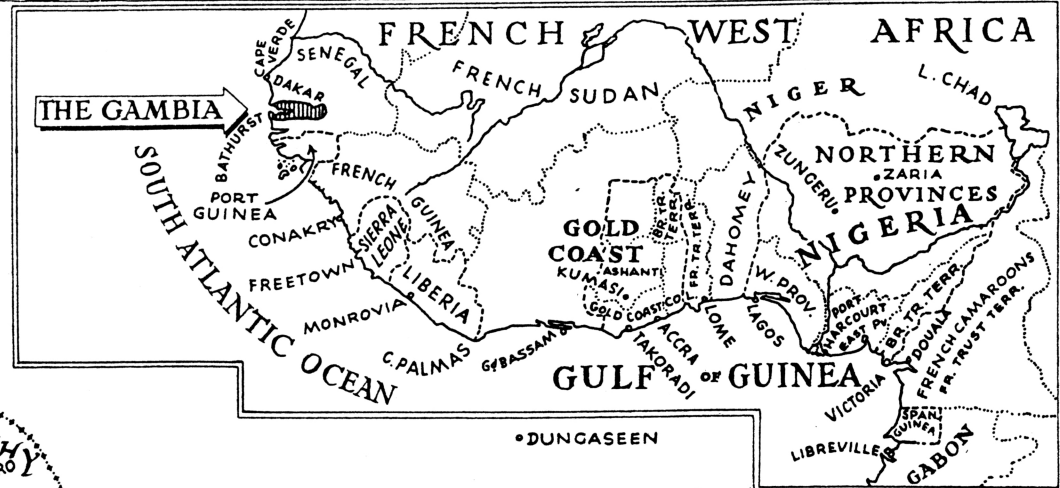 FRENCH WEST AFRICA
CAPE VERDE
SENEGAL
DAKAR
FRENCH SUDAN
NIGER
L. CHAD
THE GAMBIA
BATHURST
PORT GUINEA
FRENCH GUINEA
CONAKRY
SIERRA LEONE
FREETOWN
LIBERIA
MONROVIA
C. PALMAS
Gd BASSAM
SOUTH ATLANTIC OCEAN
GOLD COAST
ASHANTI
KUMASI
GOLD COAST CO.
BR. TR. TERR.
FR. TR. TERR.
DAHOMEY
TAKORADI
ACCRA
LOME
LAGOS
W. PROV.
ZUNGERU
NORTHERN PROVINCES
ZARIA
NIGERIA
PORT HARCOURT
EAST PV.
BR. TR. TERR.
DOUALA
FRENCH CAMAROONS
FR. TRUST TERR.
GULF OF GUINEA
VICTORIA
SPAN. GUINEA
LIBREVILLE
GABON
DUNGASEEN
HY
RO